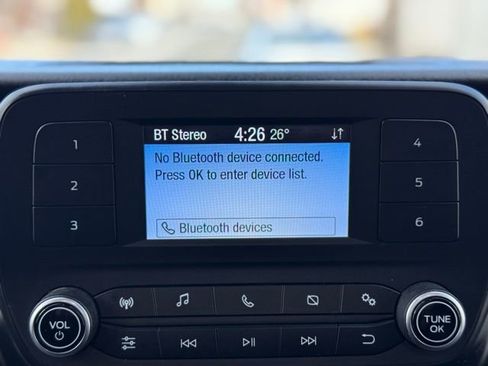 BT Stereo 4:26 26°
No Bluetooth device connected.
Press OK to enter device list.
Bluetooth devices
1
2
3
4
5
6
VOL
TUNE
OK